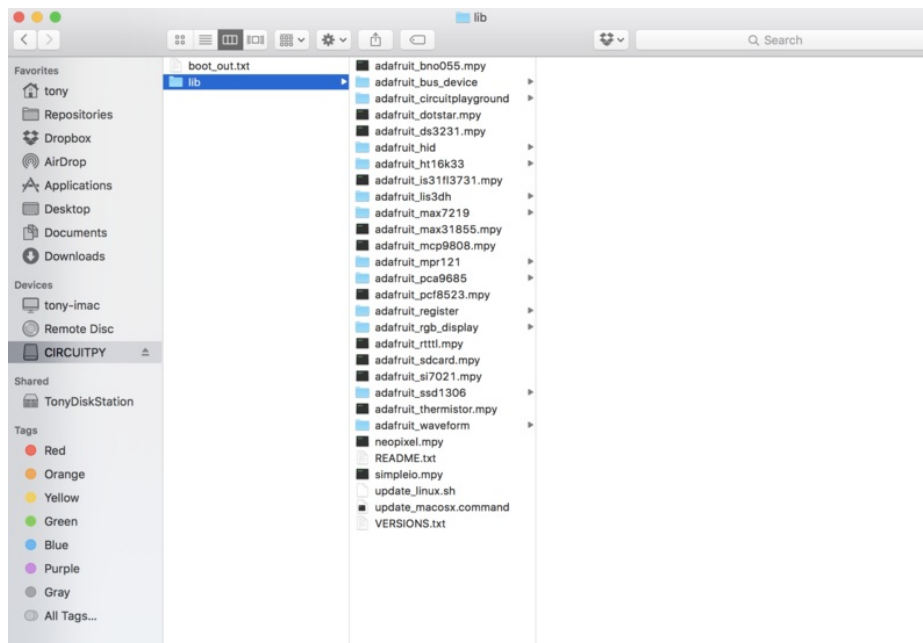 lib
Search
Favorites
tony
Repositories
Dropbox
AirDrop
Applications
Desktop
Documents
Downloads
Devices
tony-imac
Remote Disc
CIRCUITPY
Shared
TonyDiskStation
Tags
Red
Orange
Yellow
Green
Blue
Purple
Gray
All Tags...
boot_out.txt
lib
adafruit_bno055.mpy
adafruit_bus_device
adafruit_circuitplayground
adafruit_dotstar.mpy
adafruit_ds3231.mpy
adafruit_hid
adafruit_ht16k33
adafruit_is31fl3731.mpy
adafruit_lis3dh
adafruit_max7219
adafruit_max31855.mpy
adafruit_mcp9808.mpy
adafruit_mpr121
adafruit_pca9685
adafruit_pcf8523.mpy
adafruit_register
adafruit_rgb_display
adafruit_rtttl.mpy
adafruit_sdcard.mpy
adafruit_si7021.mpy
adafruit_ssd1306
adafruit_thermistor.mpy
adafruit_waveform
neopixel.mpy
README.txt
simpleio.mpy
update_linux.sh
update_macosx.command
VERSIONS.txt